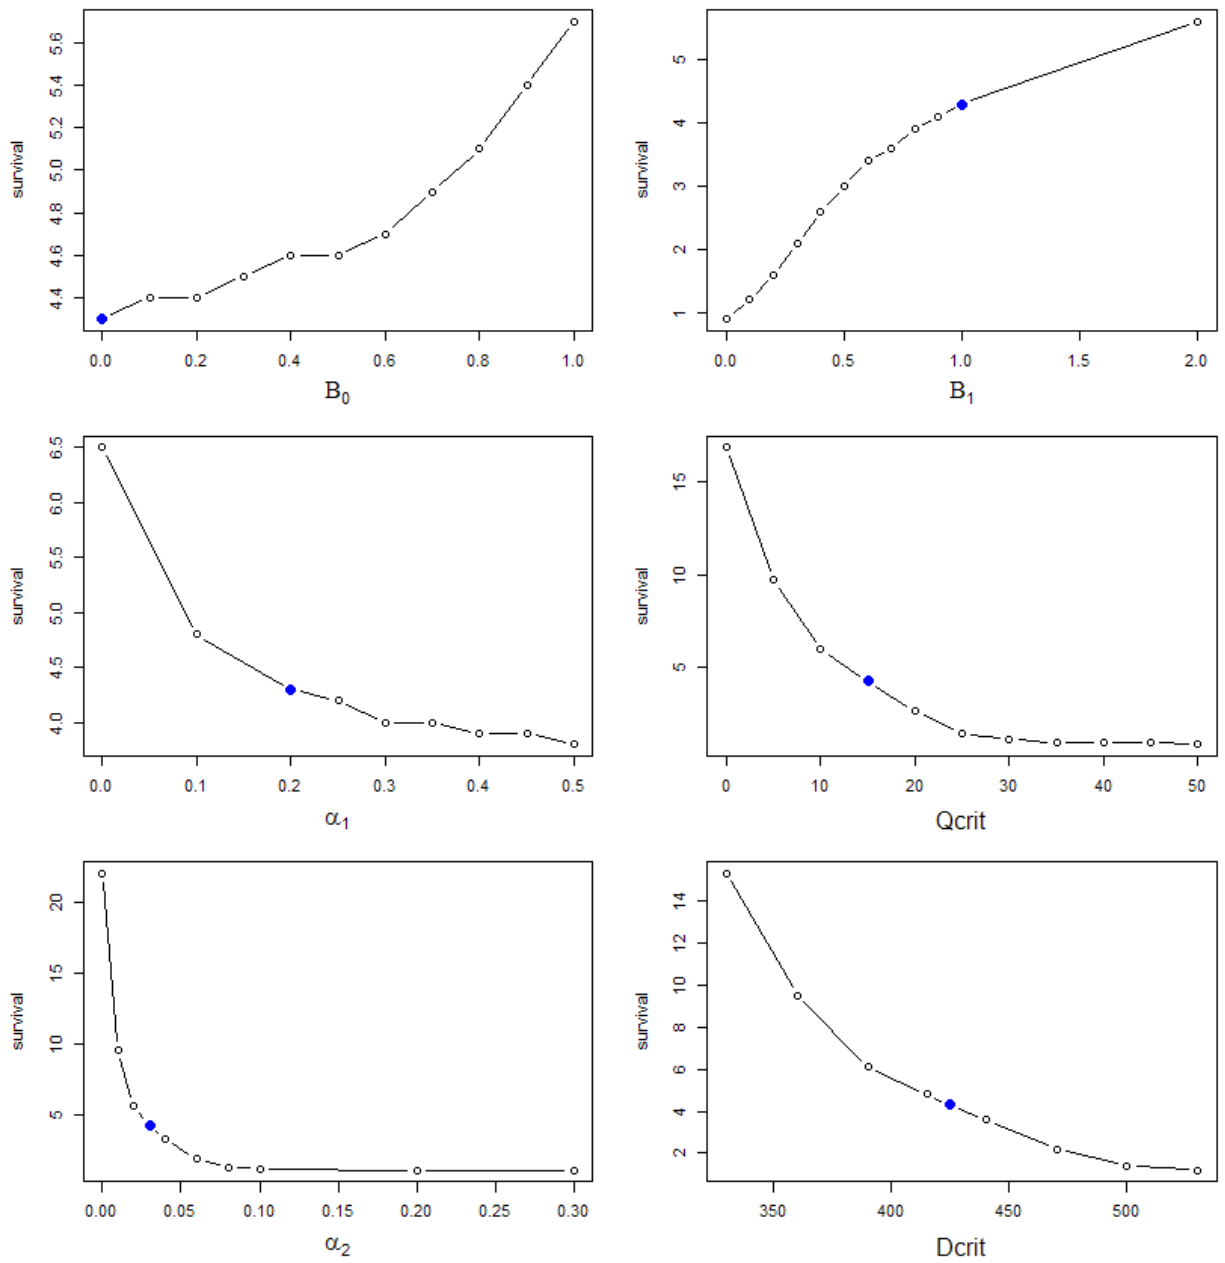 survival
4.4 4.6 4.8 5.0 5.2 5.4 5.6
0.0 0.2 0.4 0.6 0.8 1.0
B₀
survival
1 2 3 4 5
0.0 0.5 1.0 1.5 2.0
B₁
survival
4.0 4.5 5.0 5.5 6.0 6.5
0.0 0.1 0.2 0.3 0.4 0.5
α₁
survival
5 10 15
0 10 20 30 40 50
Qcrit
survival
5 10 15 20
0.00 0.05 0.10 0.15 0.20 0.25 0.30
α₂
survival
2 4 6 8 10 12 14
350 400 450 500
Dcrit